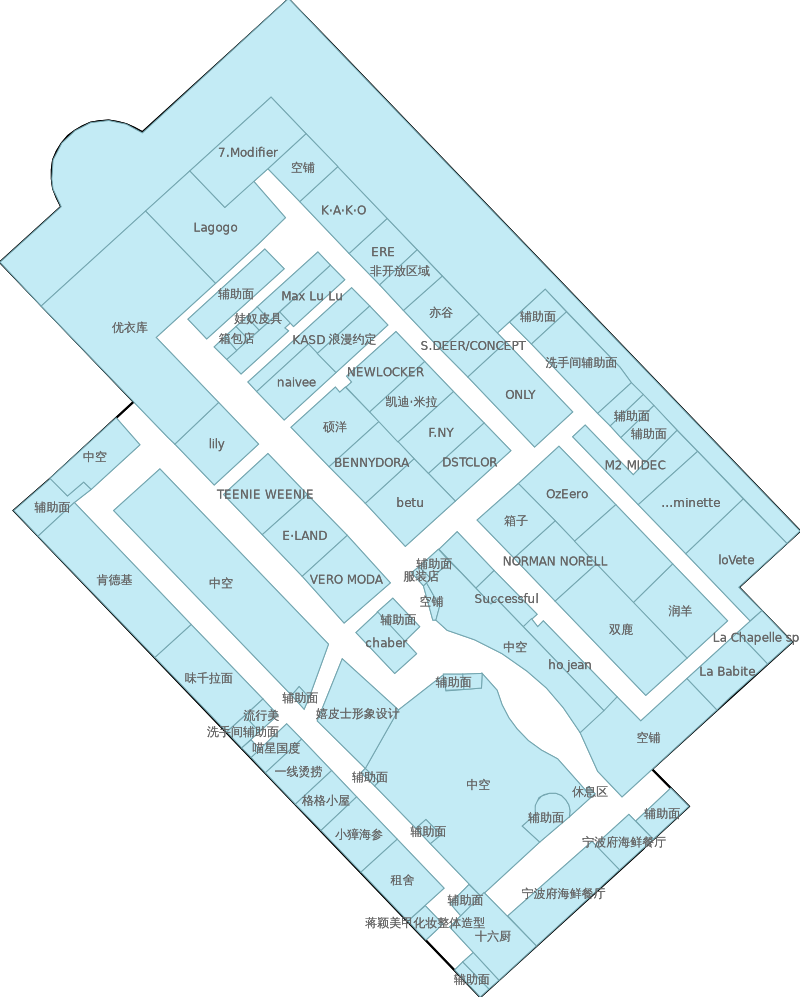 7.Modifier
空铺
K·A·K·O
Lagogo
ERE
非开放区域
辅助面
Max Lu Lu
亦谷
娃奴皮具
辅助面
优衣库
箱包店
KASD
浪漫约定
S.DEER/CONCEPT
洗手间辅助面
NEWLOCKER
naivee
ONLY
凯迪·米拉
辅助面
硕洋
F.NY
辅助面
lily
中空
BENNYDORA
DSTCLOR
M2 MIDEC
TEENIE WEENIE
OzEero
betu
...minette
辅助面
箱子
E·LAND
NORMAN NORELL
loVete
辅助面
服装店
肯德基
中空
VERO MODA
空铺
Successful
润羊
辅助面
双鹿
chaber
中空
La Chapelle sp
ho jean
La Babite
味千拉面
辅助面
辅助面
嬉皮士形象设计
流行美
洗手间辅助面
空铺
喵星国度
一线烫捞
辅助面
中空
休息区
格格小屋
辅助面
辅助面
小獐海参
辅助面
宁波府海鲜餐厅
租舍
宁波府海鲜餐厅
辅助面
蒋颖美甲化妆整体造型
十六厨
辅助面